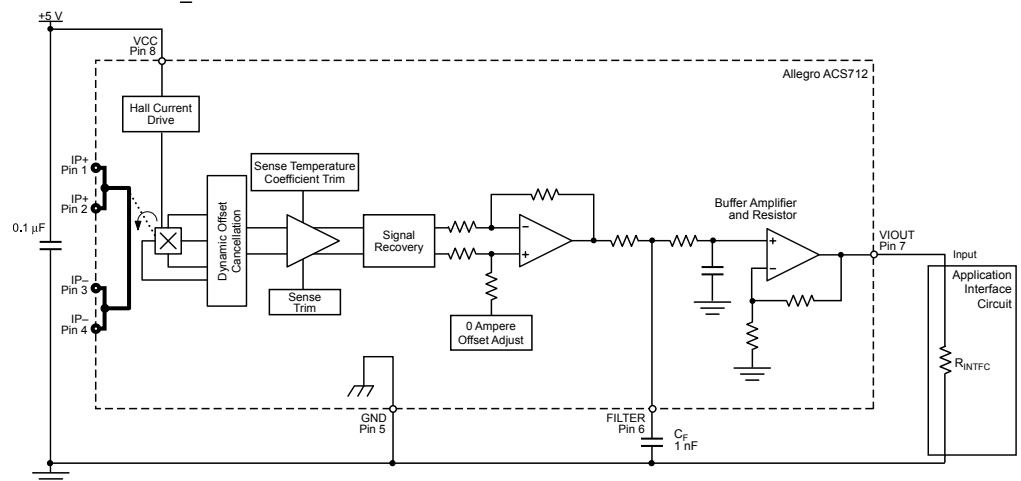 +5 V
VCC
Pin 8
Allegro ACS712
Hall Current
Drive
IP+
Pin 1
IP+
Pin 2
IP–
Pin 3
IP–
Pin 4
0.1 μF
Dynamic Offset
Cancellation
Sense Temperature
Coefficient Trim
Sense
Trim
Signal
Recovery
0 Ampere
Offset Adjust
Buffer Amplifier
and Resistor
VIOUT
Pin 7
Input
Application
Interface
Circuit
RINTFC
GND
Pin 5
FILTER
Pin 6
CF
1 nF